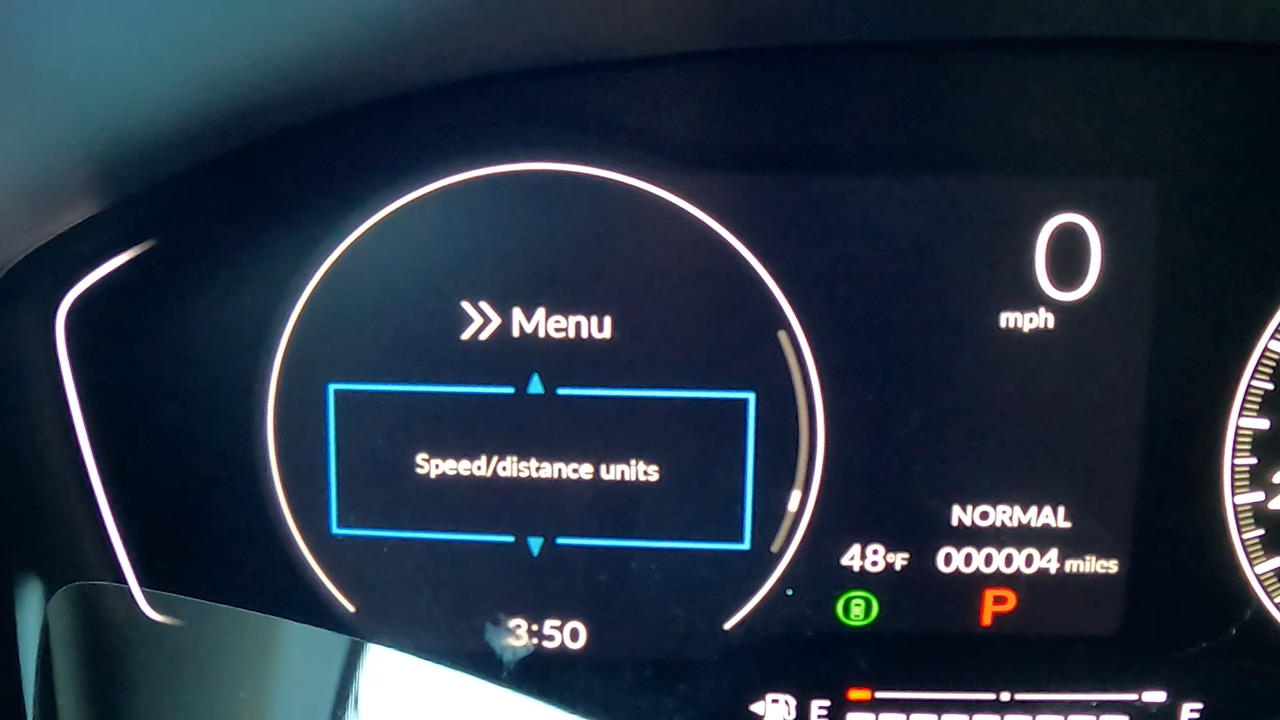 0
mph
Menu
Speed/distance units
NORMAL
48°F 000004 miles
P
3:50
E